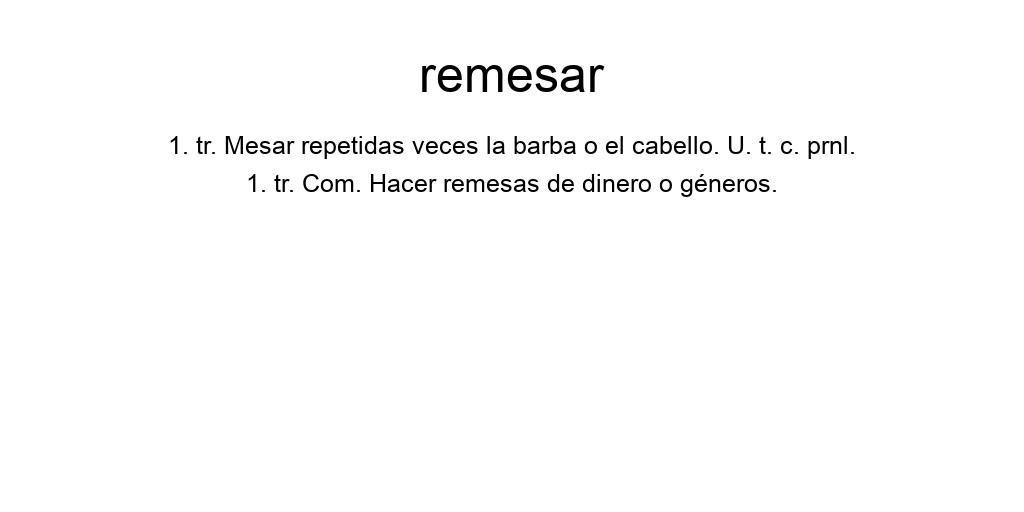 remesar
1. tr. Mesar repetidas veces la barba o el cabello. U. t. c. prnl.
1. tr. Com. Hacer remesas de dinero o géneros.